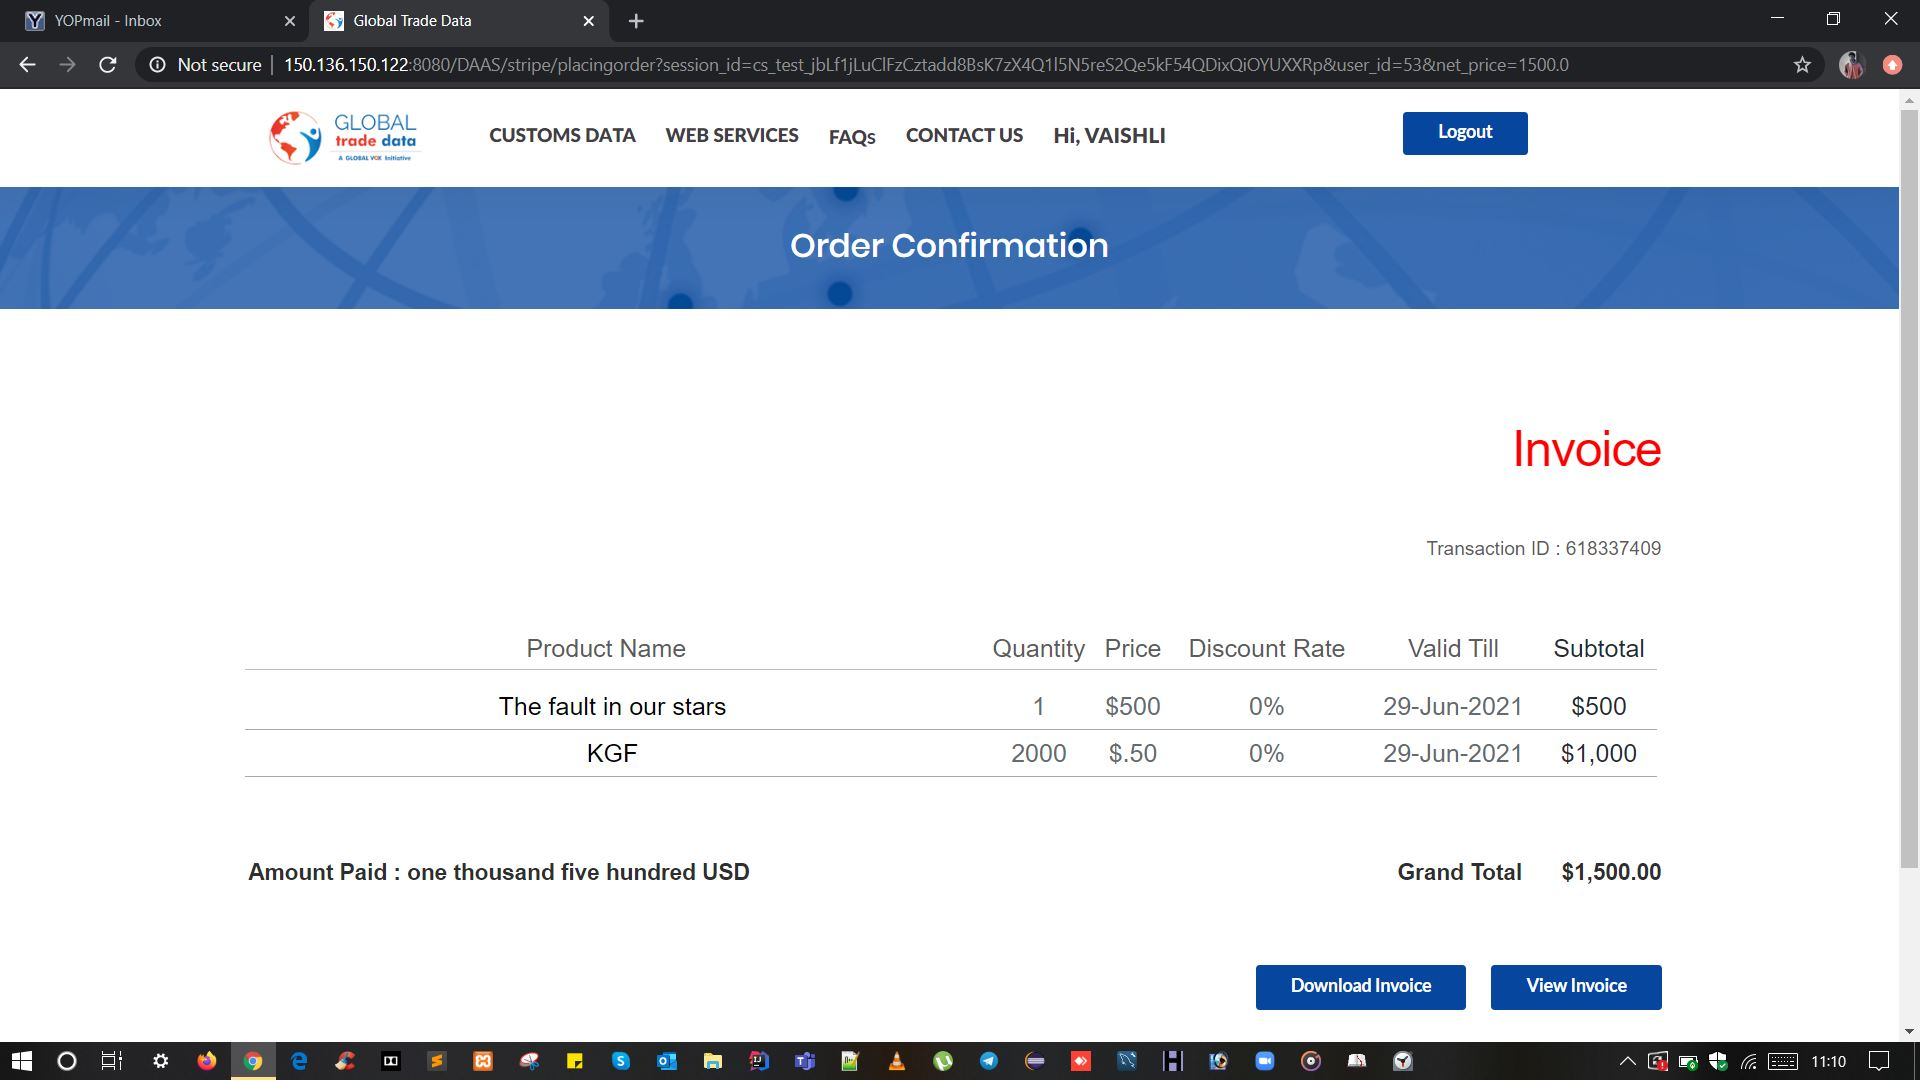 YOPmail - Inbox
Global Trade Data
Not secure
150.136.150.122:8080/DAAS/stripe/placingorder?session_id=cs_test_jbLf1jLuClFzCztadd8BsK7zX4Q1l5N5reS2Qe5kF54QDixQiOYUXXRp&user_id=53&net_price=1500.0
GLOBAL
trade data
A GLOBAL VOX Initiative
CUSTOMS DATA WEB SERVICES FAQs CONTACT US Hi, VAISHLI
Logout
Order Confirmation
Invoice
Transaction ID : 618337409
Product Name Quantity Price Discount Rate Valid Till Subtotal
The fault in our stars 1 $500 0% 29-Jun-2021 $500
KGF 2000 $.50 0% 29-Jun-2021 $1,000
Amount Paid : one thousand five hundred USD Grand Total $1,500.00
Download Invoice View Invoice
11:10